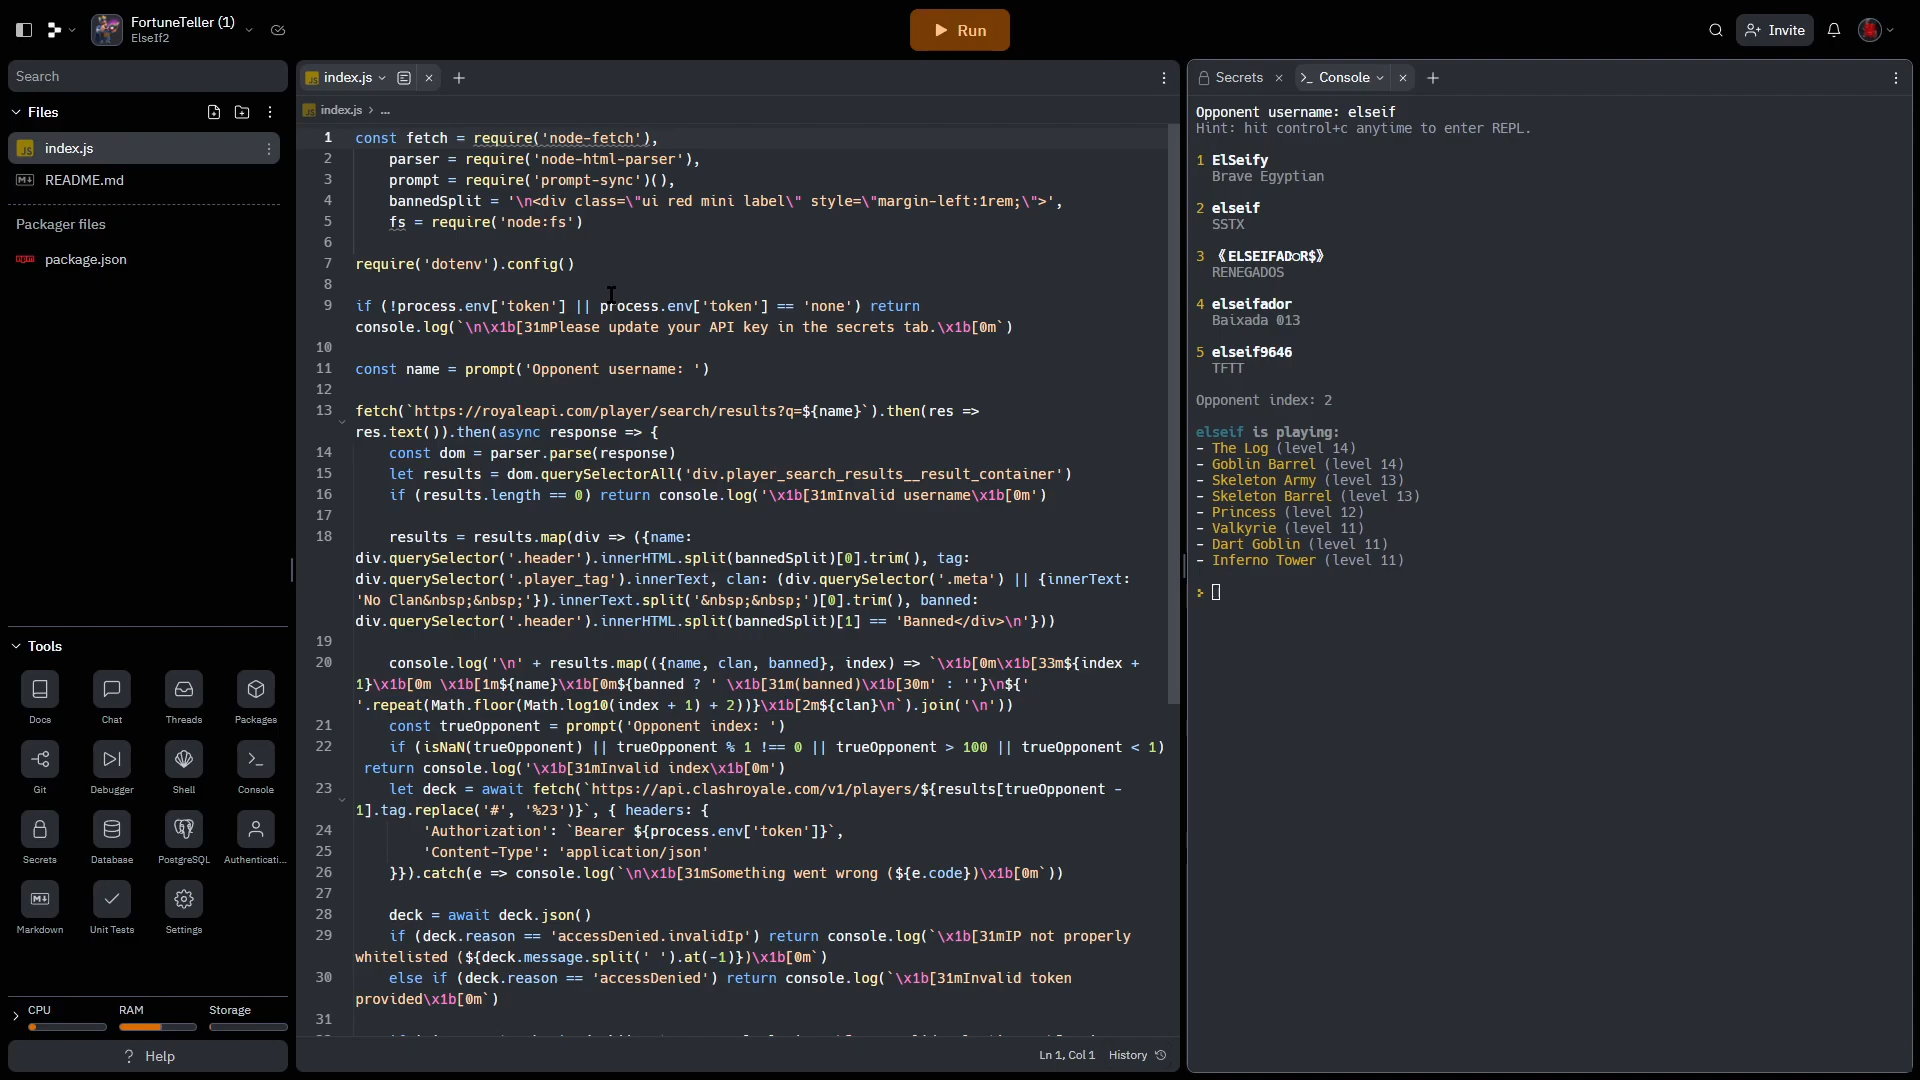 FortuneTeller (1)
ElseIf2
Run
Invite
Search
Files
index.js
README.md
Packager files
package.json
Tools
Docs
Chat
Threads
Packages
Git
Debugger
Shell
Console
Secrets
Database
PostgreSQL
Authenticati...
Markdown
Unit Tests
Settings
CPU
RAM
Storage
? Help
index.js
index.js > ...
1 const fetch = require('node-fetch'),
2 parser = require('node-html-parser'),
3 prompt = require('prompt-sync')(),
4 bannedSplit = '\n<div class=\"ui red mini label\" style=\"margin-left:1rem;\">',
5 fs = require('node:fs')
6
7 require('dotenv').config()
8
9 if (!process.env['token'] || process.env['token'] == 'none') return
console.log(`\n\x1b[31mPlease update your API key in the secrets tab.\x1b[0m`)
10
11 const name = prompt('Opponent username: ')
12
13 fetch(`https://royaleapi.com/player/search/results?q=${name}`).then(res =>
res.text()).then(async response => {
14 const dom = parser.parse(response)
15 let results = dom.querySelectorAll('div.player_search_results__result_container')
16 if (results.length == 0) return console.log('\x1b[31mInvalid username\x1b[0m')
17
18 results = results.map(div => ({name:
div.querySelector('.header').innerHTML.split(bannedSplit)[0].trim(), tag:
div.querySelector('.player_tag').innerText, clan: (div.querySelector('.meta') || {innerText:
'No Clan&nbsp;&nbsp;'}).innerText.split('&nbsp;&nbsp;')[0].trim(), banned:
div.querySelector('.header').innerHTML.split(bannedSplit)[1] == 'Banned</div>\n'}))
19
20 console.log('\n' + results.map(({name, clan, banned}, index) => `\x1b[0m\x1b[33m${index +
1}\x1b[0m \x1b[1m${name}\x1b[0m${banned ? ' \x1b[31m(banned)\x1b[30m' : ''}\n${'
'.repeat(Math.floor(Math.log10(index + 1) + 2))}\x1b[2m${clan}\n`).join('\n'))
21 const trueOpponent = prompt('Opponent index: ')
22 if (isNaN(trueOpponent) || trueOpponent % 1 !== 0 || trueOpponent > 100 || trueOpponent < 1)
return console.log('\x1b[31mInvalid index\x1b[0m')
23 let deck = await fetch(`https://api.clashroyale.com/v1/players/${results[trueOpponent -
1].tag.replace('#', '%23')}`, { headers: {
24 'Authorization': `Bearer ${process.env['token']}`,
25 'Content-Type': 'application/json'
26 }}).catch(e => console.log(`\n\x1b[31mSomething went wrong (${e.code})\x1b[0m`))
27
28 deck = await deck.json()
29 if (deck.reason == 'accessDenied.invalidIp') return console.log(`\x1b[31mIP not properly
whitelisted (${deck.message.split(' ').at(-1)})\x1b[0m`)
30 else if (deck.reason == 'accessDenied') return console.log(`\x1b[31mInvalid token
provided\x1b[0m`)
31
Ln 1, Col 1 History
Secrets
Console
Opponent username: elseif
Hint: hit control+c anytime to enter REPL.
1 ElSeify
Brave Egyptian
2 elseif
SSTX
3 《ELSEIFAD○R$》
RENEGADOS
4 elseifador
Baixada 013
5 elseif9646
TFTT
Opponent index: 2
elseif is playing:
- The Log (level 14)
- Goblin Barrel (level 14)
- Skeleton Army (level 13)
- Skeleton Barrel (level 13)
- Princess (level 12)
- Valkyrie (level 11)
- Dart Goblin (level 11)
- Inferno Tower (level 11)